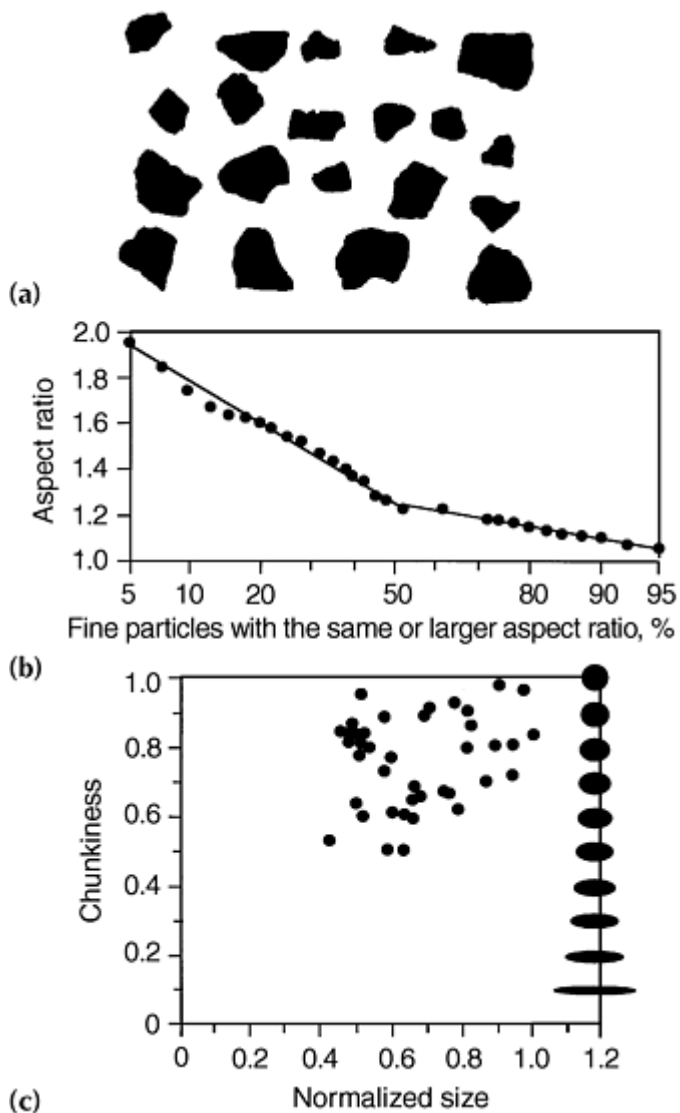 (a)
2.0
1.8
1.6
1.4
1.2
1.0
Aspect ratio
5 10 20 50 80 90 95
Fine particles with the same or larger aspect ratio, %
(b)
1.0
0.8
0.6
0.4
0.2
0
Chunkiness
0 0.2 0.4 0.6 0.8 1.0 1.2
Normalized size
(c)